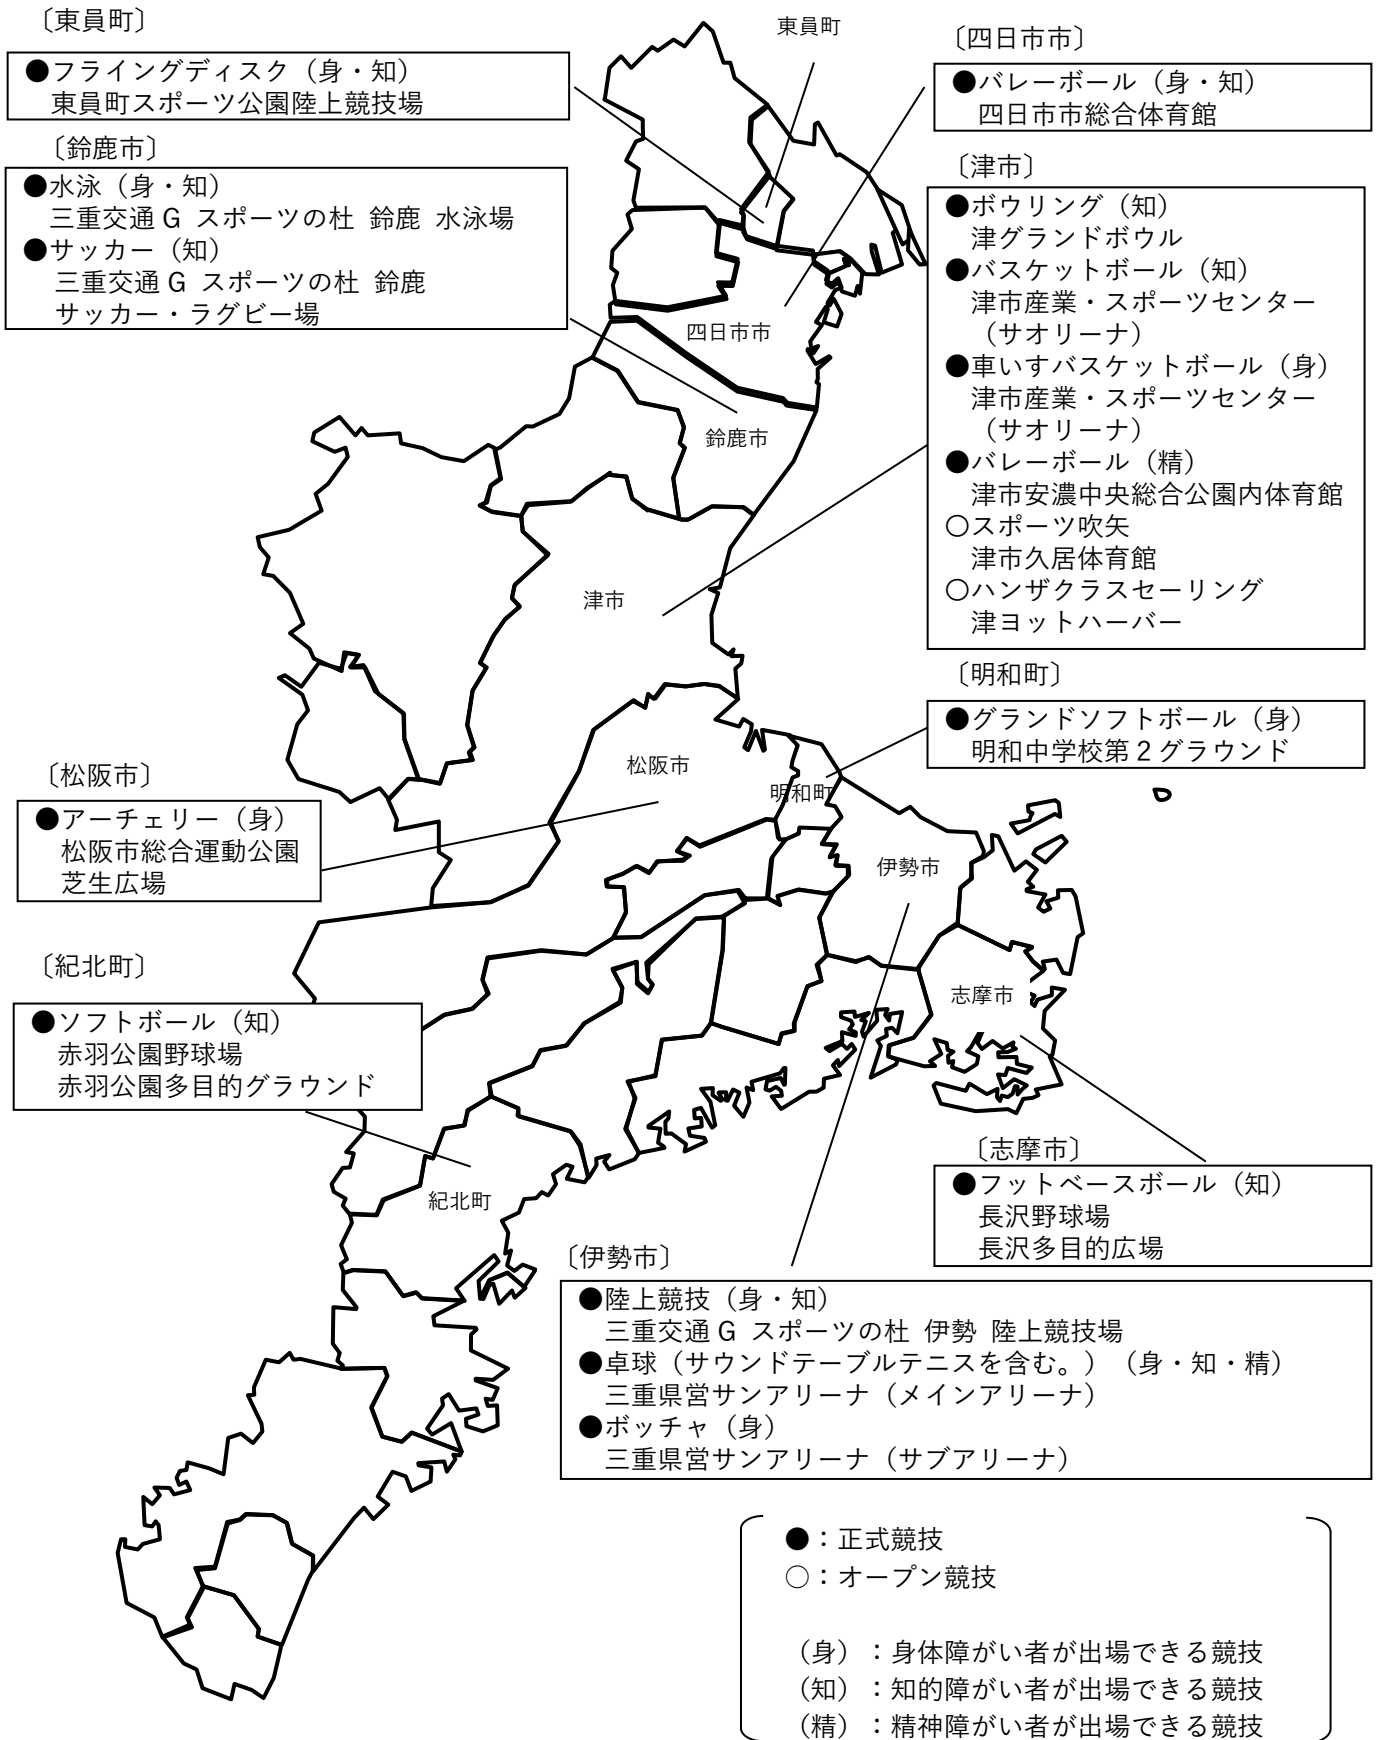 〔東員町〕
●フライングディスク（身・知）
東員町スポーツ公園陸上競技場
〔鈴鹿市〕
●水泳（身・知）
三重交通G スポーツの杜 鈴鹿 水泳場
●サッカー（知）
三重交通G スポーツの杜 鈴鹿
サッカー・ラグビー場
東員町
〔四日市市〕
●バレーボール（身・知）
四日市市総合体育館
〔津市〕
●ボウリング（知）
津グランドボウル
●バスケットボール（知）
津市産業・スポーツセンター
（サオリーナ）
●車いすバスケットボール（身）
津市産業・スポーツセンター
（サオリーナ）
●バレーボール（精）
津市安濃中央総合公園内体育館
○スポーツ吹矢
津市久居体育館
○ハンザクラスセーリング
津ヨットハーバー
四日市市
鈴鹿市
津市
〔明和町〕
●グランドソフトボール（身）
明和中学校第２グラウンド
松阪市
明和町
伊勢市
志摩市
〔松阪市〕
●アーチェリー（身）
松阪市総合運動公園
芝生広場
〔紀北町〕
●ソフトボール（知）
赤羽公園野球場
赤羽公園多目的グラウンド
紀北町
〔志摩市〕
●フットベースボール（知）
長沢野球場
長沢多目的広場
〔伊勢市〕
●陸上競技（身・知）
三重交通G スポーツの杜 伊勢 陸上競技場
●卓球（サウンドテーブルテニスを含む。）（身・知・精）
三重県営サンアリーナ（メインアリーナ）
●ボッチャ（身）
三重県営サンアリーナ（サブアリーナ）
●：正式競技
○：オープン競技
（身）：身体障がい者が出場できる競技
（知）：知的障がい者が出場できる競技
（精）：精神障がい者が出場できる競技